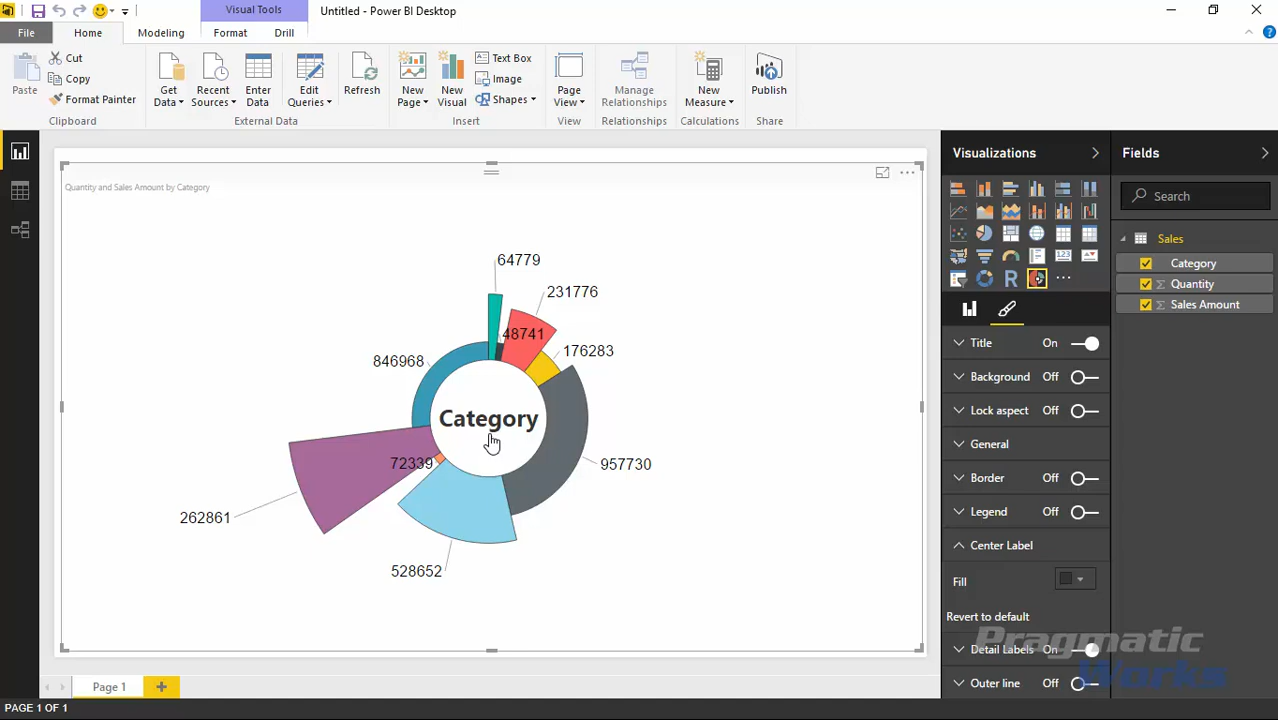 Visual Tools
Untitled - Power BI Desktop
File
Home
Modeling
Format
Drill
Paste
Cut
Copy
Format Painter
Clipboard
Get Data
Recent Sources
Enter Data
Edit Queries
Refresh
External Data
New Page
New Visual
Text Box
Image
Shapes
Insert
Page View
View
Manage Relationships
Relationships
New Measure
Calculations
Publish
Share
Quantity and Sales Amount by Category
64779
231776
48741
176283
846968
Category
72339
957730
262861
528652
Visualizations
R
Title On
Background Off
Lock aspect Off
General
Border Off
Legend Off
Center Label
Fill
Revert to default
Detail Labels On
Outer line Off
Fields
Search
Sales
Category
Σ Quantity
Σ Sales Amount
Pragmatic
Works
Page 1
PAGE 1 OF 1